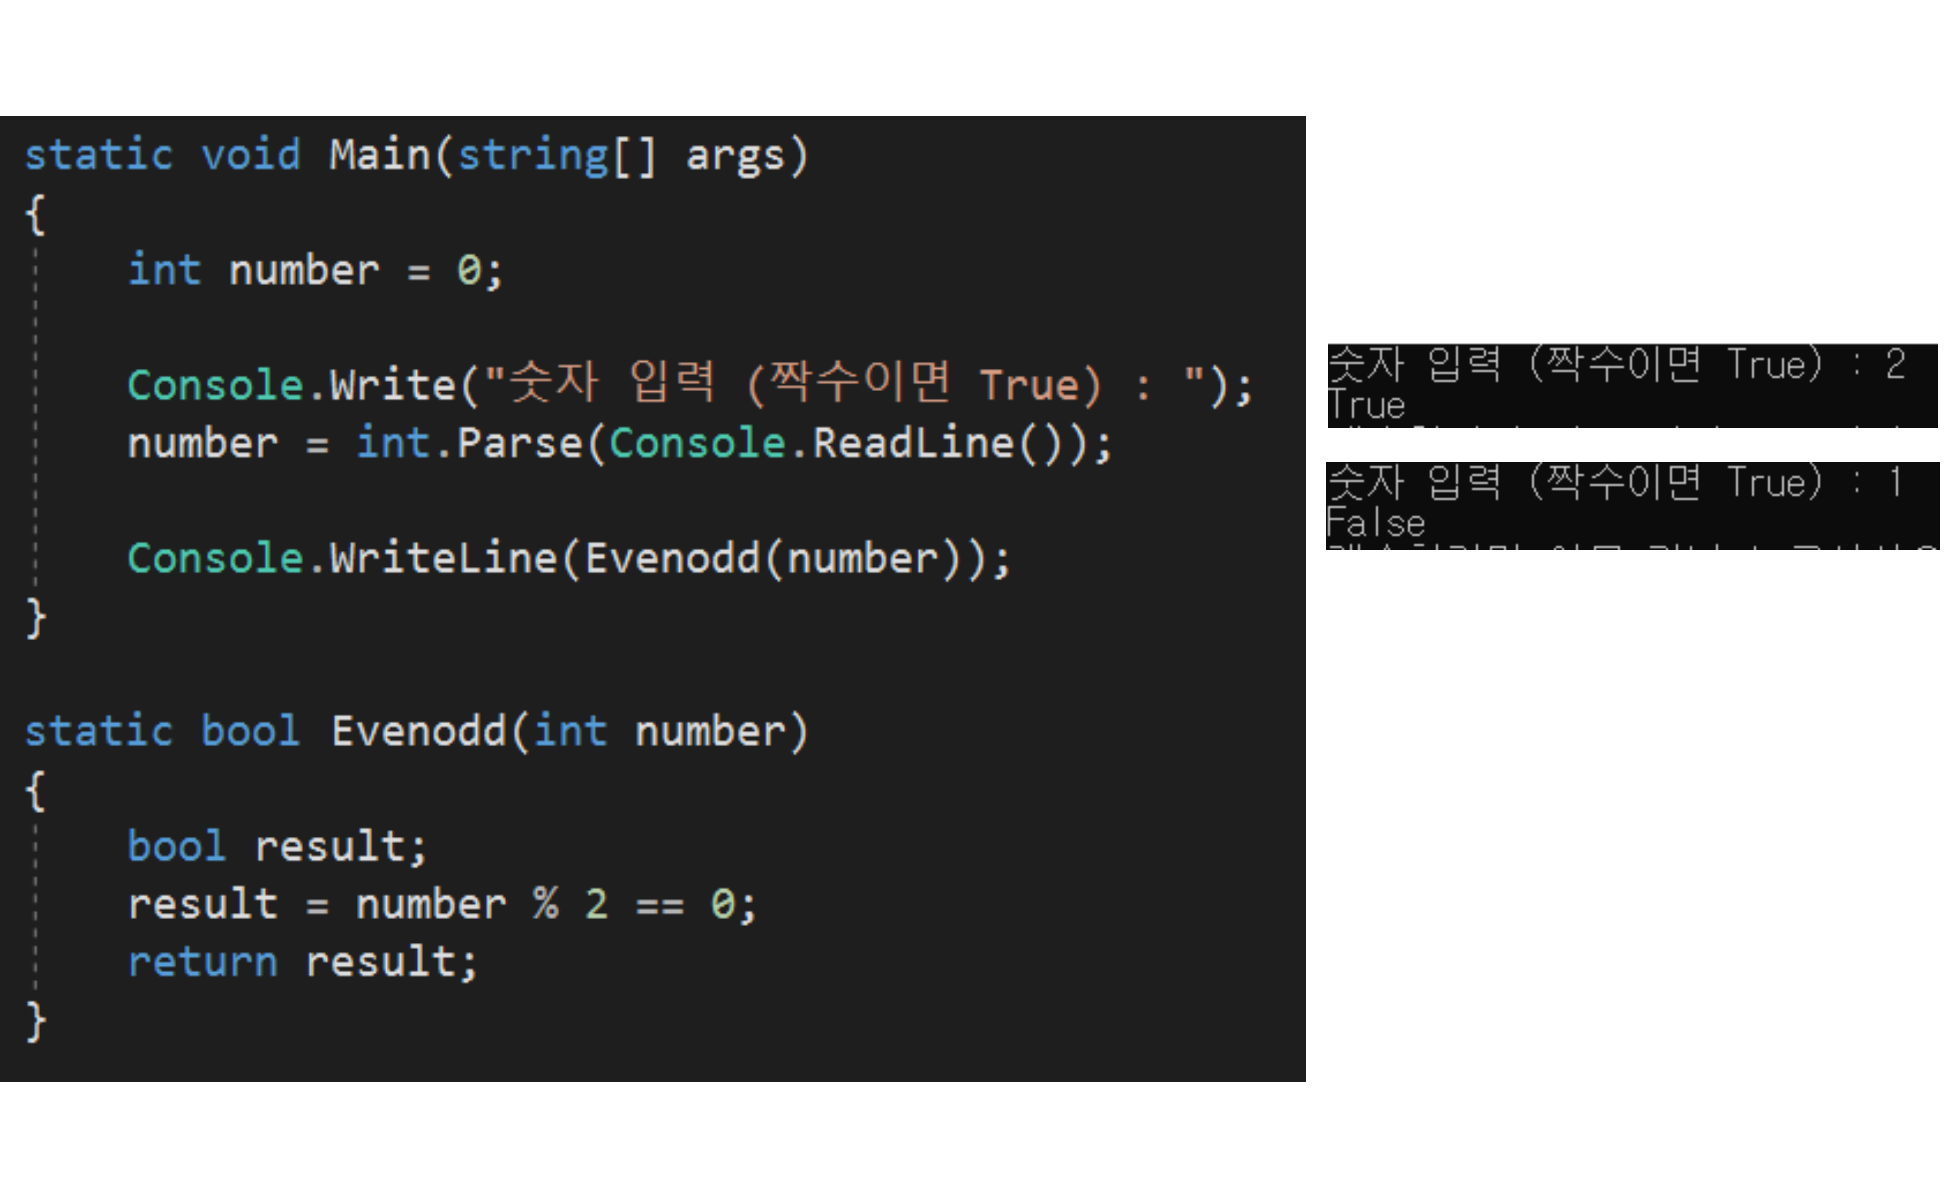 static void Main(string[] args)
{
int number = 0;
Console.Write("숫자 입력 (짝수이면 True) : ");
number = int.Parse(Console.ReadLine());
Console.WriteLine(Evenodd(number));
}
static bool Evenodd(int number)
{
bool result;
result = number % 2 == 0;
return result;
}
숫자 입력 (짝수이면 True) : 2
True
숫자 입력 (짝수이면 True) : 1
False